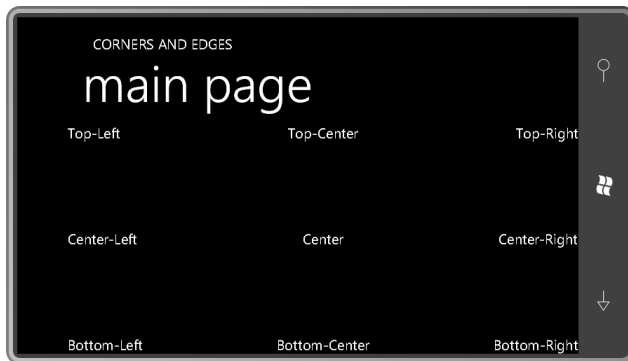 CORNERS AND EDGES
main page
Top-Left Top-Center Top-Right
Center-Left Center Center-Right
Bottom-Left Bottom-Center Bottom-Right